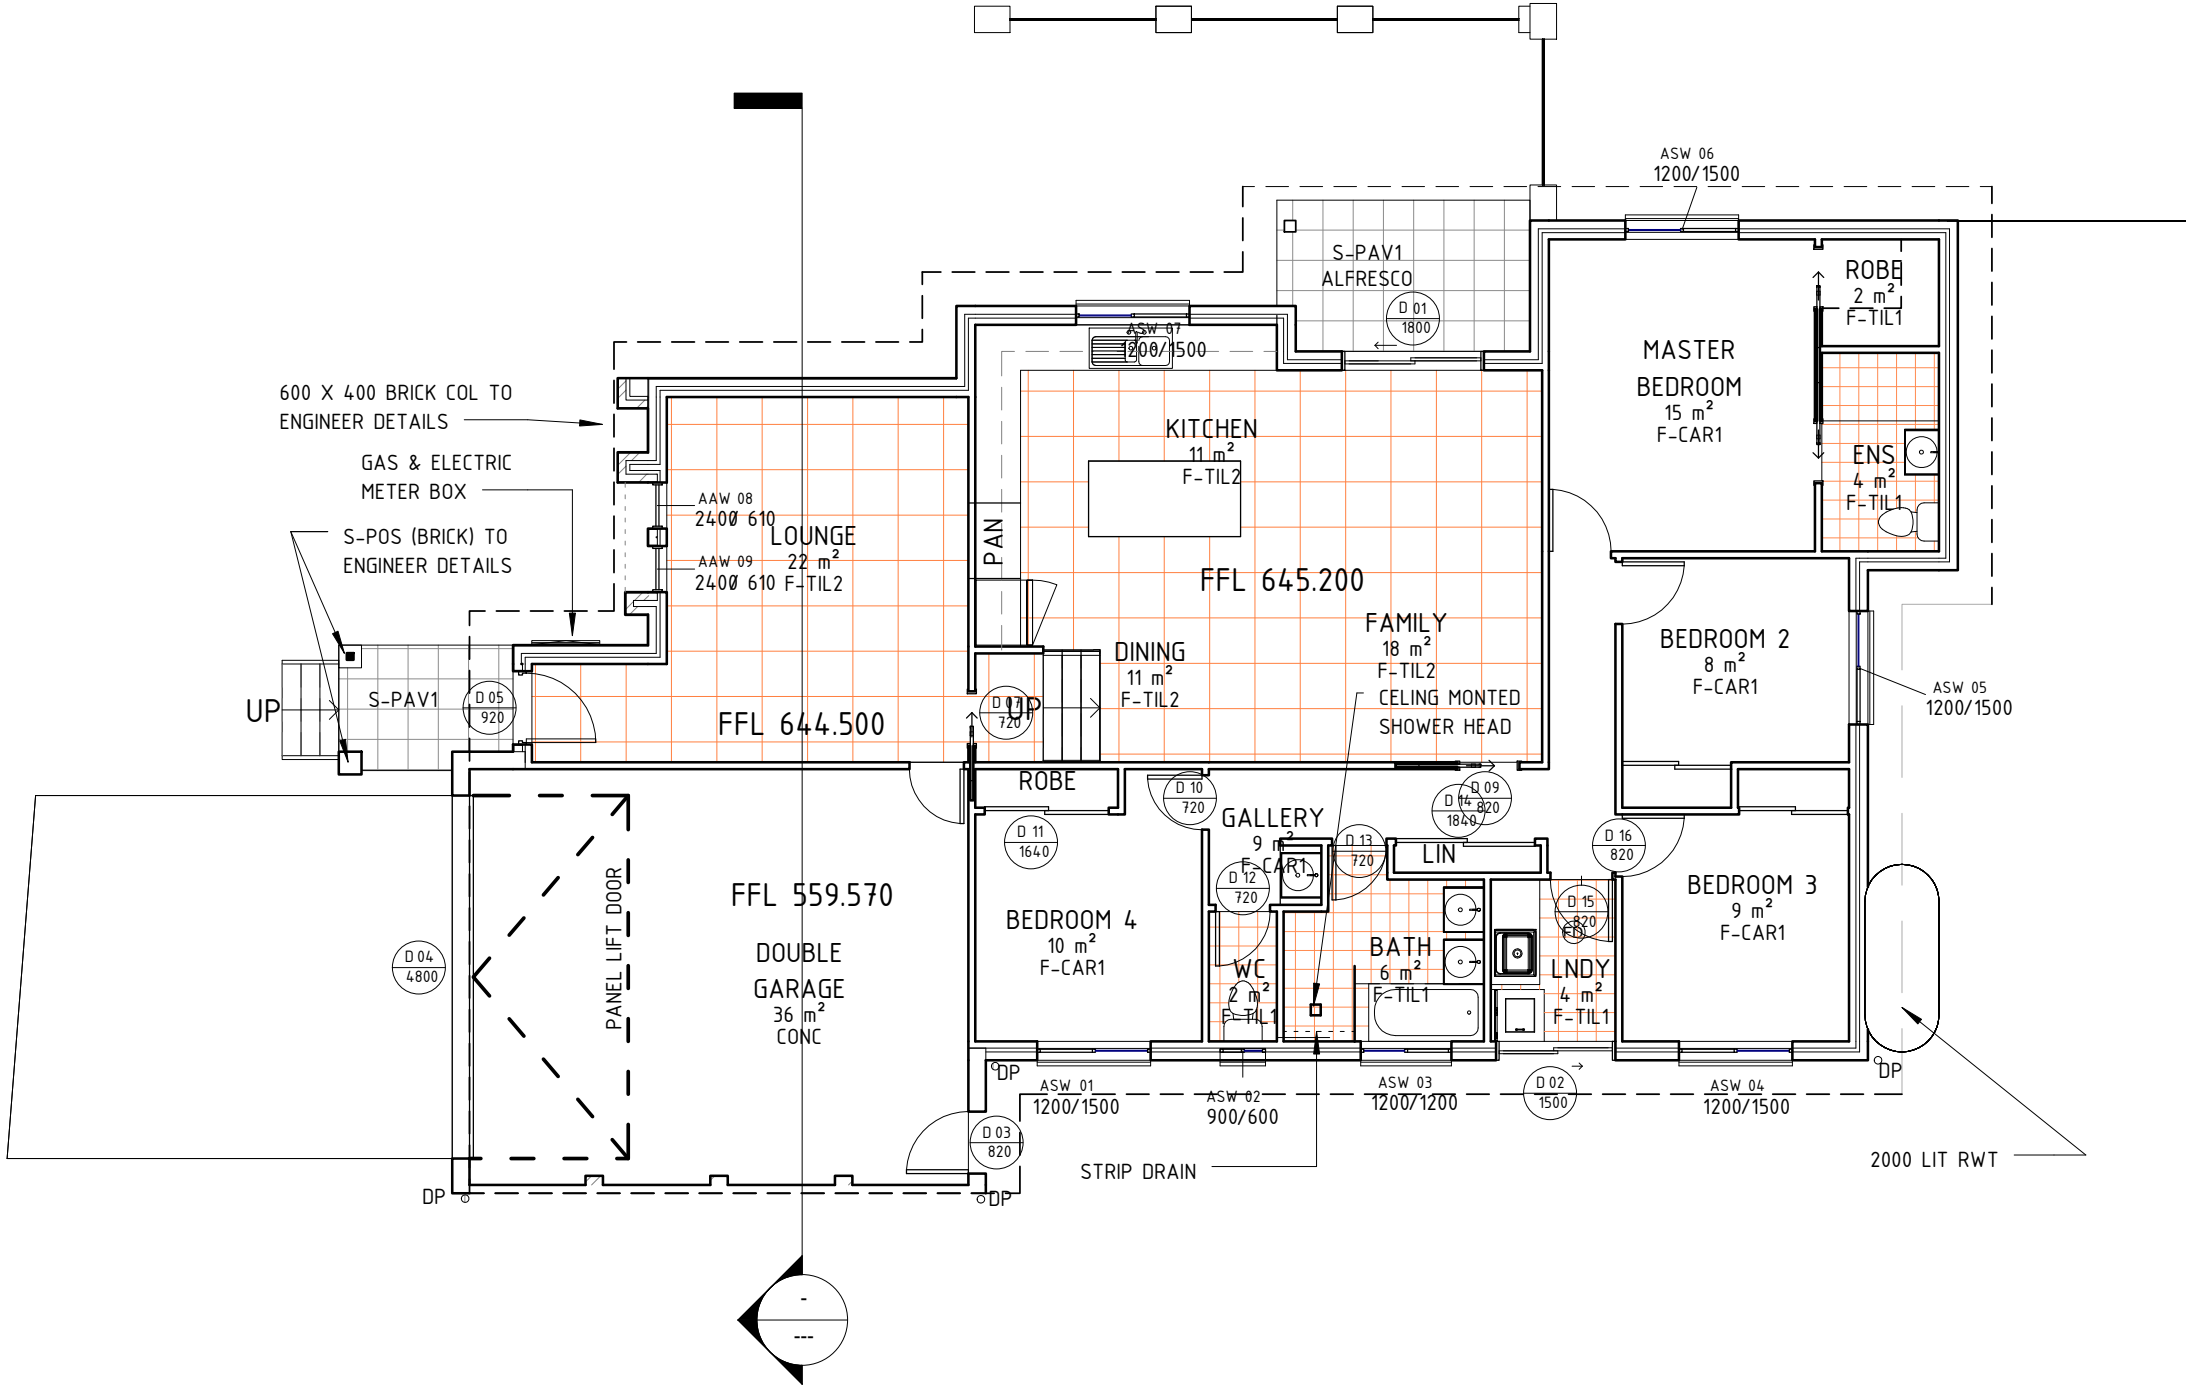 ASW 06
1200/1500
S-PAV1
ALFRESCO
D 01
1800
ROBE
2 m²
F-TIL1
ASW 07
1200/1500
MASTER
BEDROOM
15 m²
F-CAR1
600 X 400 BRICK COL TO
ENGINEER DETAILS
GAS & ELECTRIC
METER BOX
S-POS (BRICK) TO
ENGINEER DETAILS
KITCHEN
11 m²
F-TIL2
ENS
4 m²
F-TIL1
AAW 08
2400 610
LOUNGE
22 m²
F-TIL2
AAW 09
2400 610
PAN
FFL 645.200
FAMILY
18 m²
F-TIL2
DINING
11 m²
F-TIL2
BEDROOM 2
8 m²
F-CAR1
ASW 05
1200/1500
UP
S-PAV1
D 05
920
FFL 644.500
D 07
720
UP
CELING MONTED
SHOWER HEAD
ROBE
D 10
720
D 09
820
D 14
1840
GALLERY
9 m²
F-CAR1
D 11
1640
D 13
720
LIN
D 16
820
D 12
720
FFL 559.570
PANEL LIFT DOOR
BEDROOM 4
10 m²
F-CAR1
D 15
820
BEDROOM 3
9 m²
F-CAR1
D 04
4800
DOUBLE
GARAGE
36 m²
CONC
WC
2 m²
F-TIL1
BATH
6 m²
F-TIL1
LNDY
4 m²
F-TIL1
DP
DP
ASW 01
1200/1500
ASW 02
900/600
ASW 03
1200/1200
D 02
1500
ASW 04
1200/1500
D 03
820
STRIP DRAIN
2000 LIT RWT
DP
DP
-
---